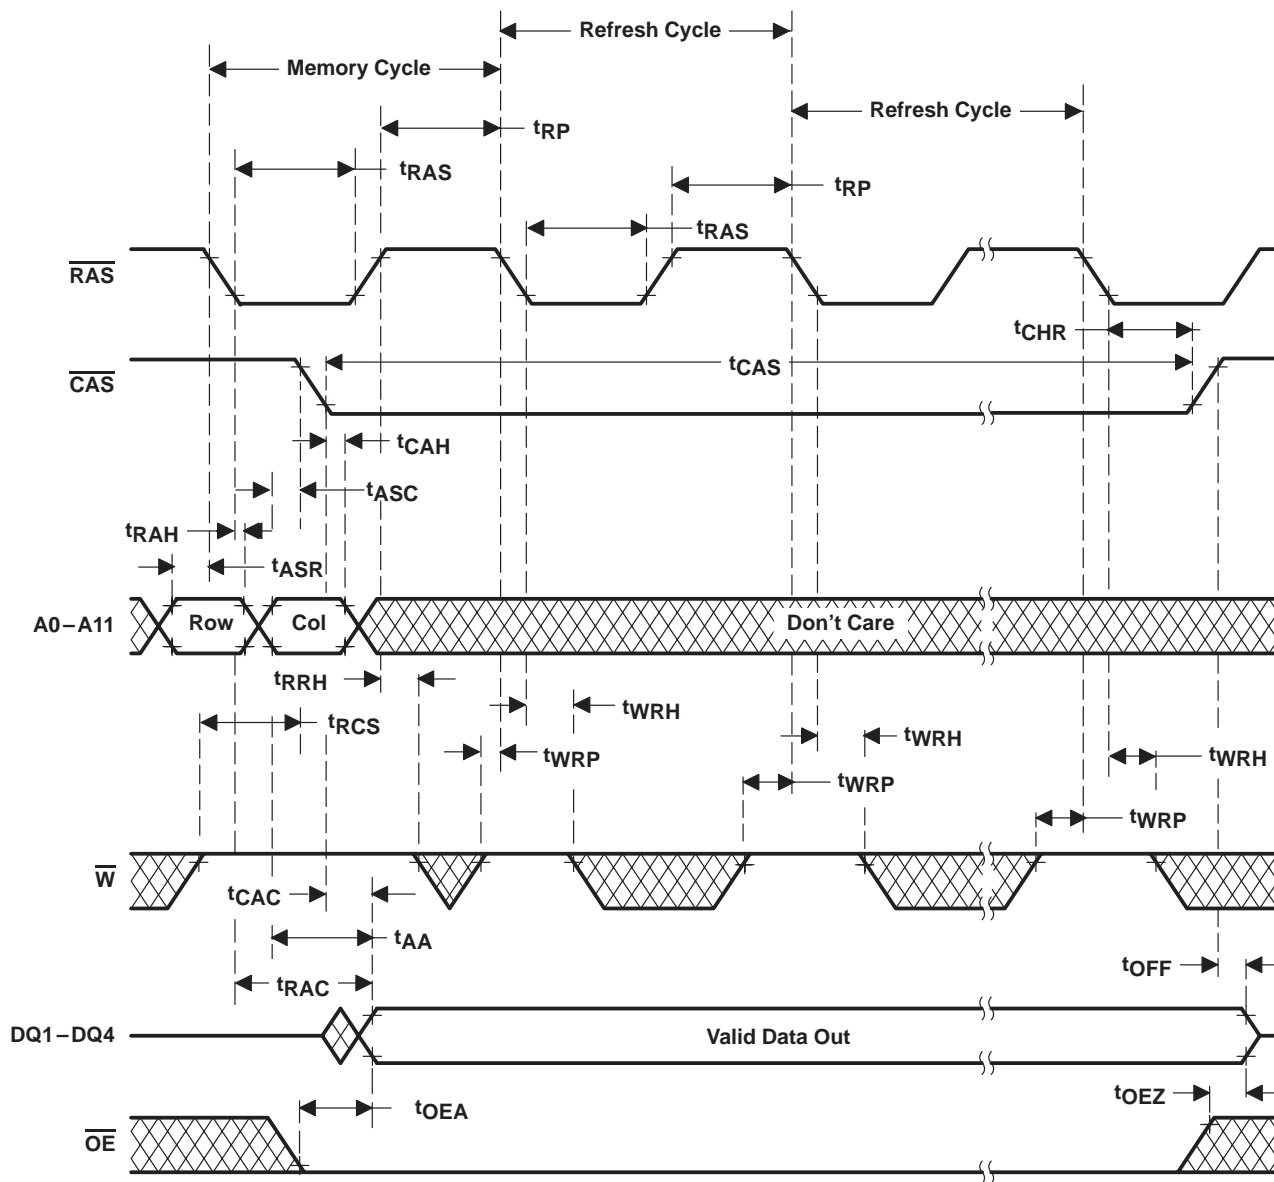 Refresh Cycle
Memory Cycle
Refresh Cycle
tRP
tRAS
tRP
tRAS
RAS
tCHR
tCAS
CAS
tCAH
tASC
tRAH
tASR
A0–A11
Row
Col
Don't Care
tRRH
tWRH
tRCS
tWRH
tWRP
tWRH
tWRP
tWRP
W
tCAC
tAA
tOFF
tRAC
DQ1–DQ4
Valid Data Out
tOEZ
tOEA
OE